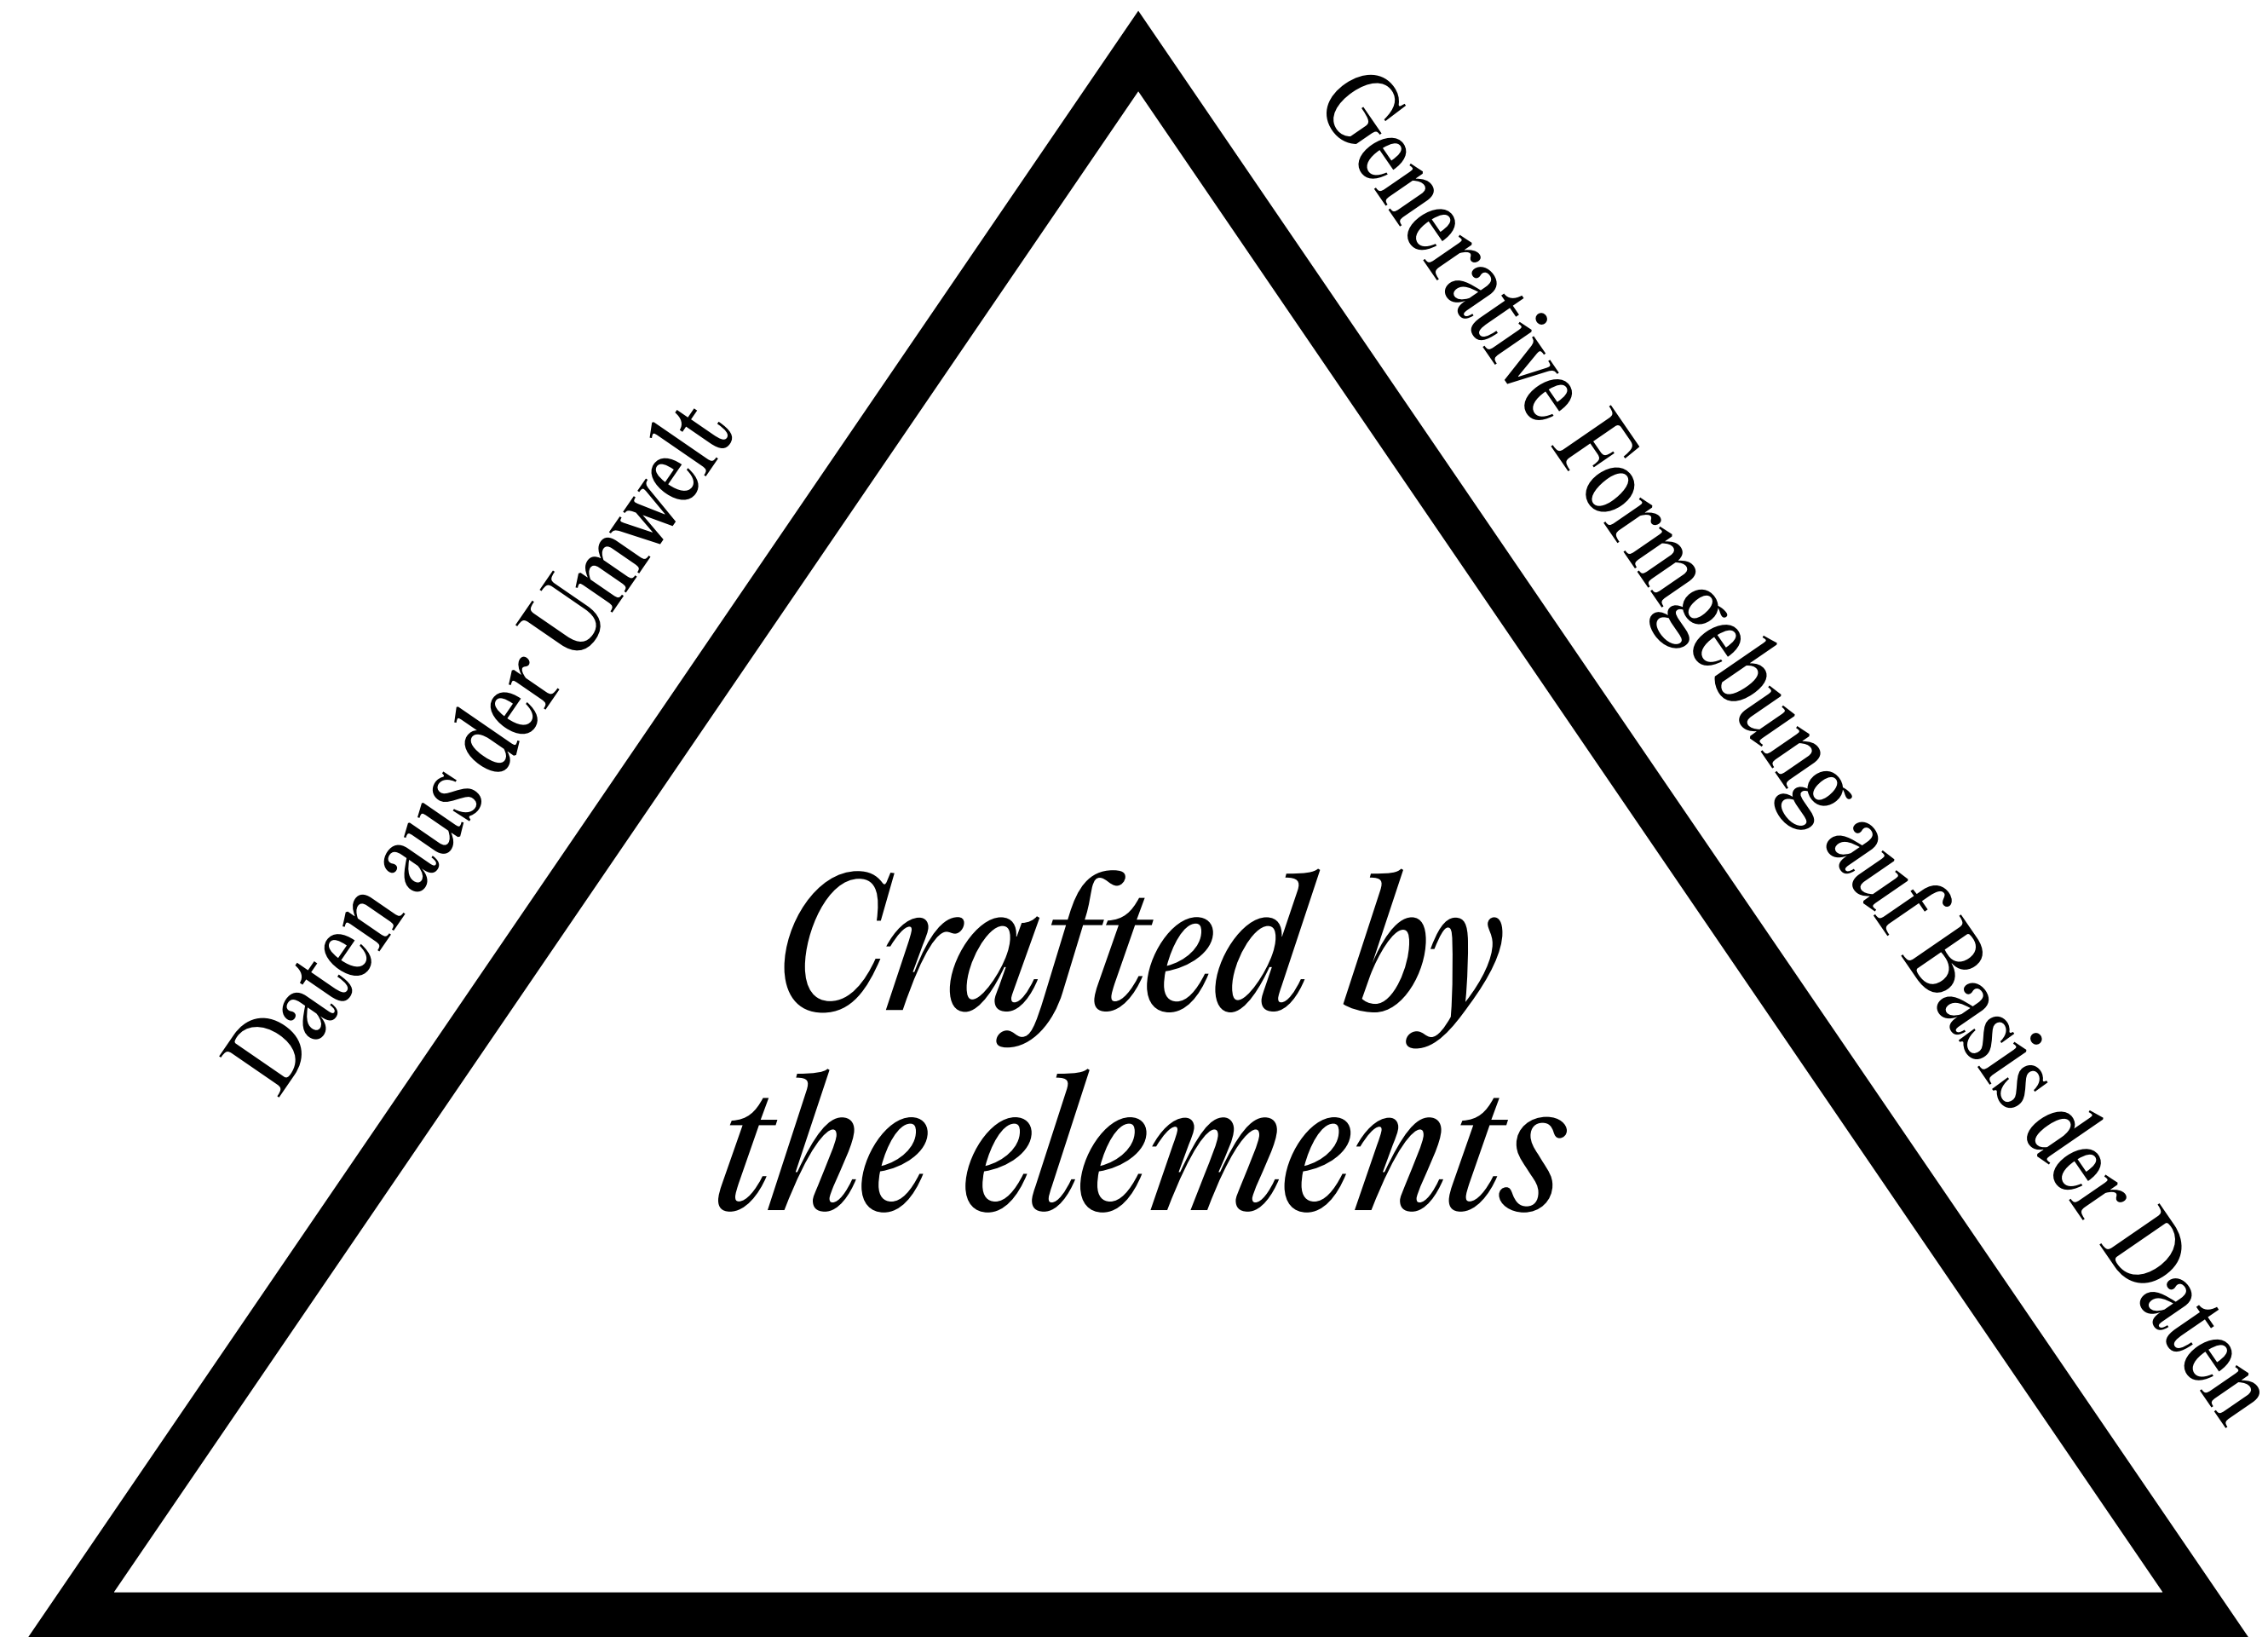 Daten aus der Umwelt
Generative Formgebung auf Basis der Daten
Crafted by
the elements